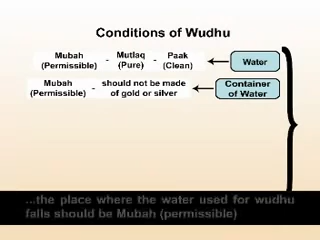 Conditions of Wudhu
Mubah - Mutlaq - Paak Water
(Permissible) (Pure) (Clean)
Mubah - should not be made Container
(Permissible) of gold or silver of Water
...the place where the water used for wudhu
falls should be Mubah (permissible)